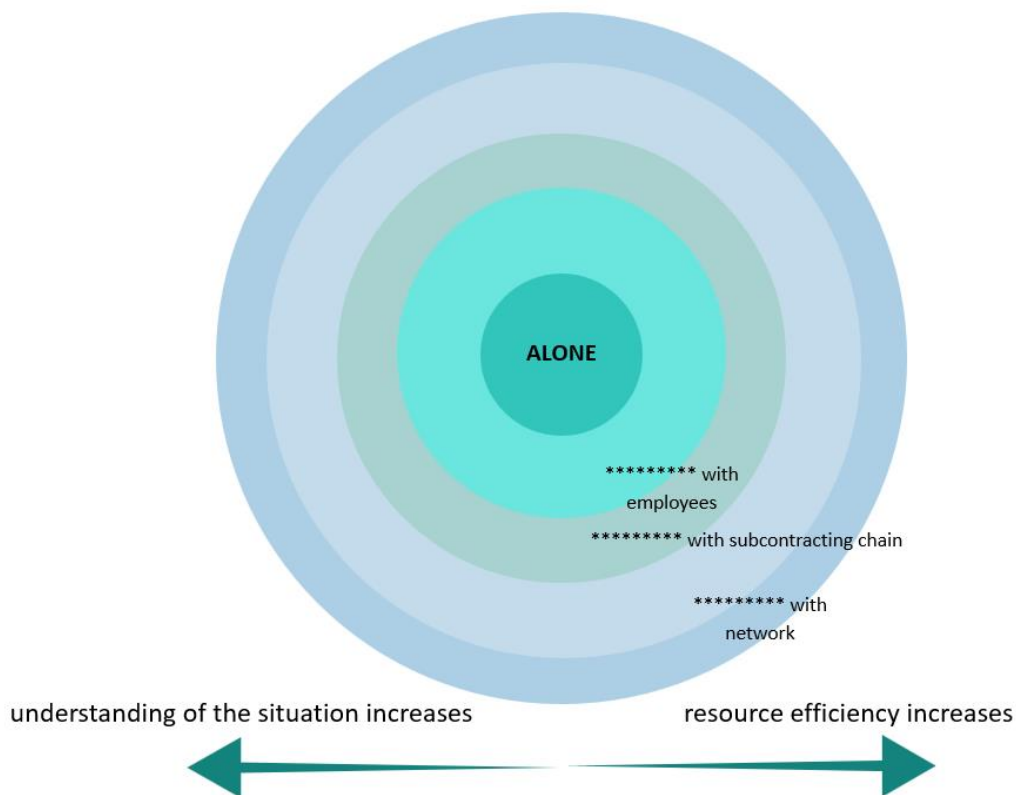 ALONE
********* with
employees
********* with subcontracting chain
********* with
network
understanding of the situation increases
resource efficiency increases